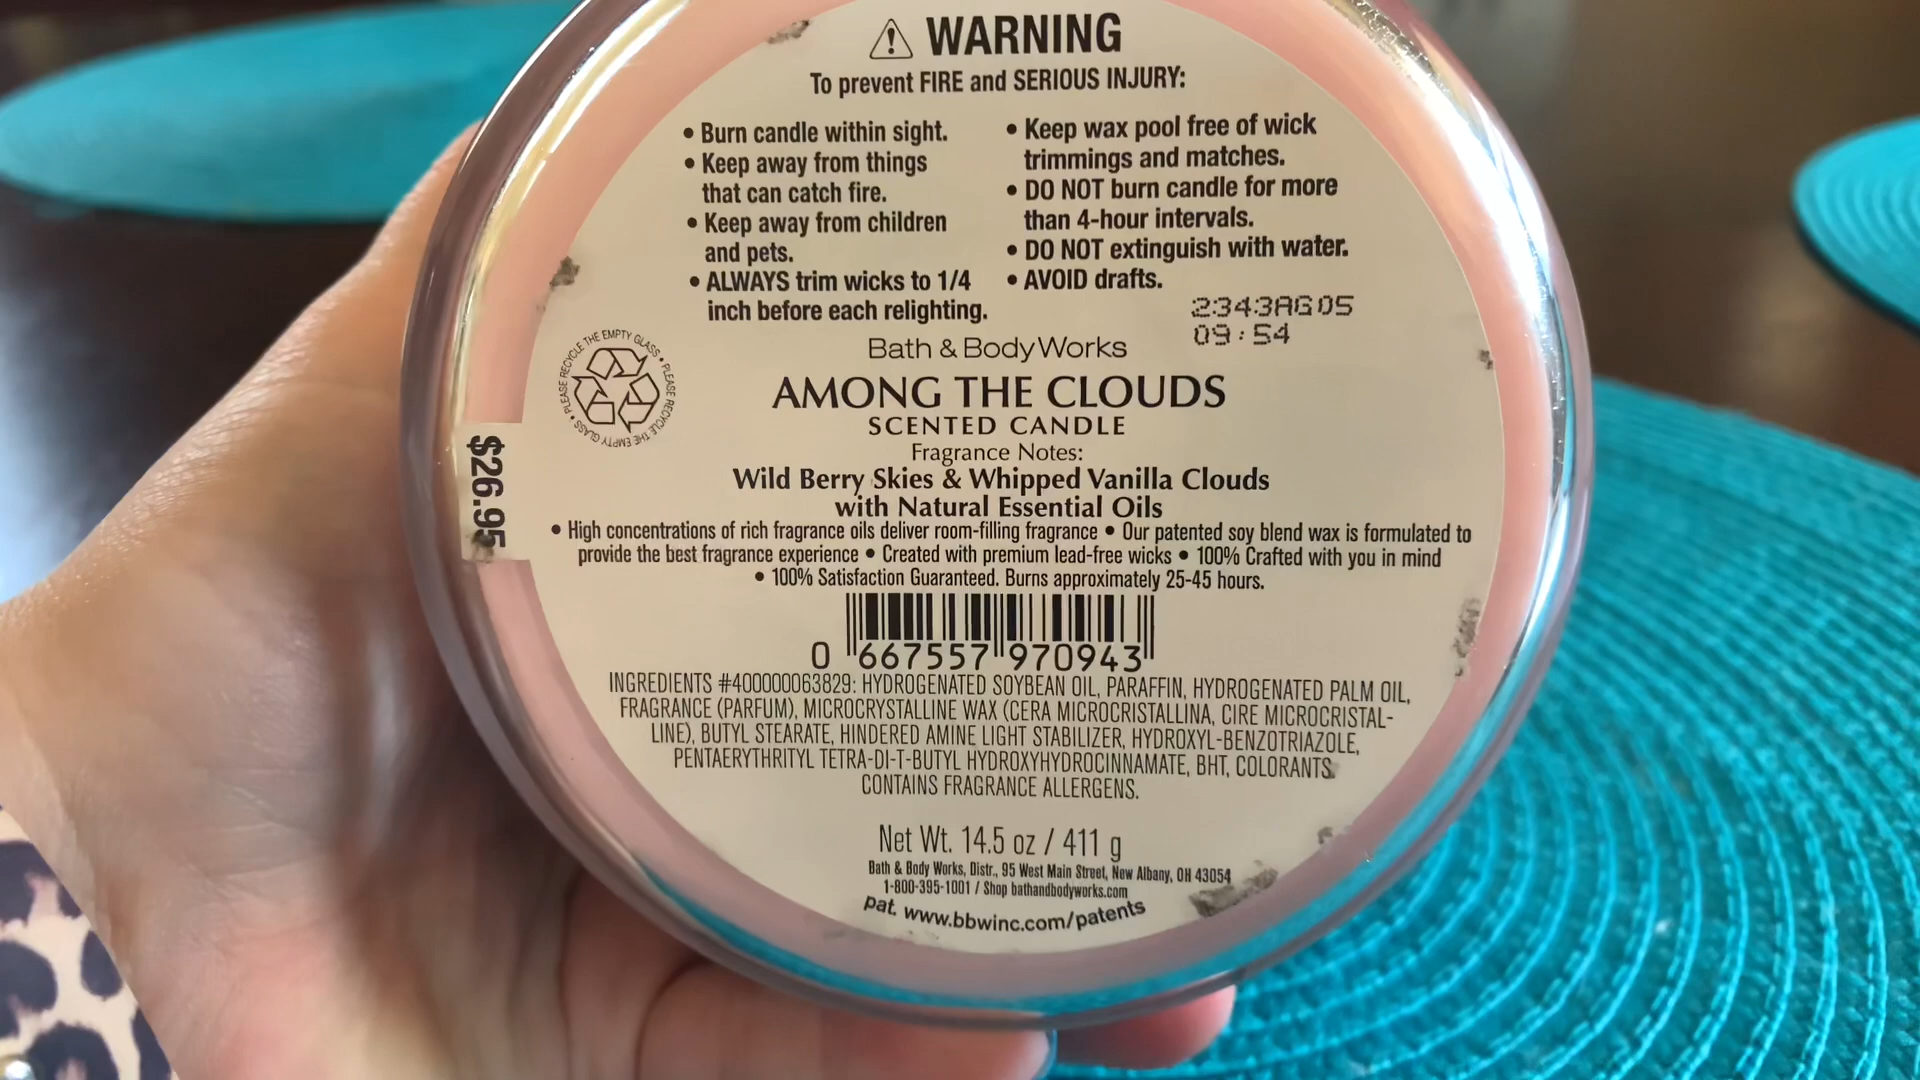 WARNING
To prevent FIRE and SERIOUS INJURY:
• Burn candle within sight.
• Keep away from things
that can catch fire.
• Keep away from children
and pets.
• ALWAYS trim wicks to 1/4
inch before each relighting.
• Keep wax pool free of wick
trimmings and matches.
• DO NOT burn candle for more
than 4-hour intervals.
• DO NOT extinguish with water.
• AVOID drafts.
2343AG05
09:54
PLEASE RECYCLE THE EMPTY GLASS • PLEASE RECYCLE THE EMPTY GLASS •
$26.95
Bath & Body Works
AMONG THE CLOUDS
SCENTED CANDLE
Fragrance Notes:
Wild Berry Skies & Whipped Vanilla Clouds
with Natural Essential Oils
• High concentrations of rich fragrance oils deliver room-filling fragrance • Our patented soy blend wax is formulated to
provide the best fragrance experience • Created with premium lead-free wicks • 100% Crafted with you in mind
• 100% Satisfaction Guaranteed. Burns approximately 25-45 hours.
0 667557 970943
INGREDIENTS #400000063829: HYDROGENATED SOYBEAN OIL, PARAFFIN, HYDROGENATED PALM OIL,
FRAGRANCE (PARFUM), MICROCRYSTALLINE WAX (CERA MICROCRISTALLINA, CIRE MICROCRISTAL-
LINE), BUTYL STEARATE, HINDERED AMINE LIGHT STABILIZER, HYDROXYL-BENZOTRIAZOLE,
PENTAERYTHRITYL TETRA-DI-T-BUTYL HYDROXYHYDROCINNAMATE, BHT, COLORANTS.
CONTAINS FRAGRANCE ALLERGENS.
Net Wt. 14.5 oz / 411 g
Bath & Body Works, Distr., 95 West Main Street, New Albany, OH 43054
1-800-395-1001 / Shop bathandbodyworks.com
pat. www.bbwinc.com/patents